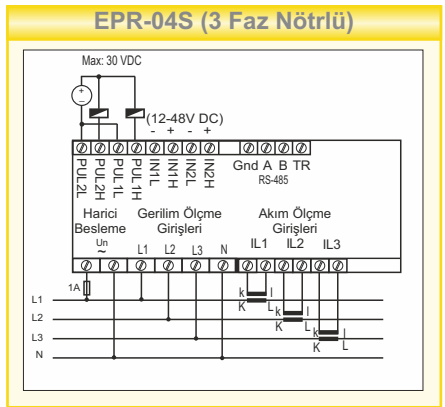 EPR-04S (3 Faz Nötrlü)
Max: 30 VDC
+
-
(12-48V DC)
- + - +
PUL2L PUL2H PUL1L PUL1H IN1L IN1H IN2L IN2H
Gnd A B TR
RS-485
Harici Besleme
Gerilim Ölçme Girişleri
Akım Ölçme Girişleri
Un ~
L1 L2 L3 N
IL1 IL2 IL3
1A
L1
k l
K L
L2
k l
K L
L3
k l
K L
N